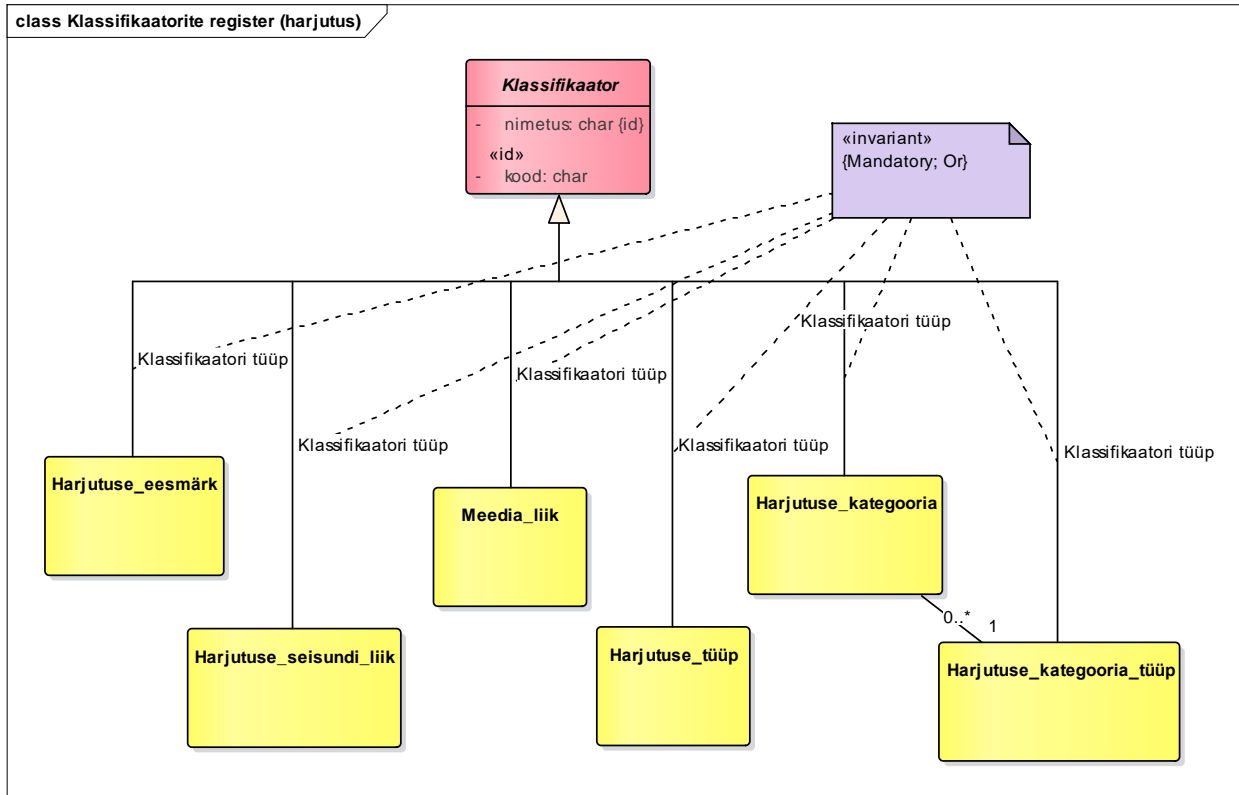 class Klassifikaatorite register (harjutus)
Klassifikaator
- nimetus: char {id}
«id»
- kood: char
«invariant»
{Mandatory; Or}
Klassifikaatori tüüp
Klassifikaatori tüüp
Klassifikaatori tüüp
Klassifikaatori tüüp
Klassifikaatori tüüp
Klassifikaatori tüüp
Harjutuse_eesmärk
Meedia_liik
Harjutuse_kategooria
0..*
1
Harjutuse_seisundi_liik
Harjutuse_tüüp
Harjutuse_kategooria_tüüp